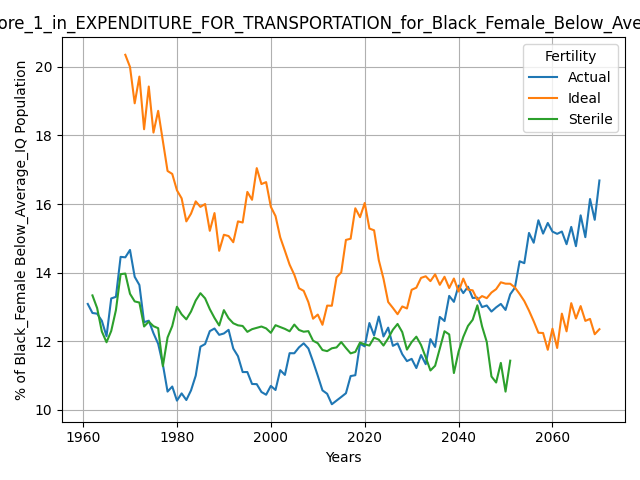 ore_1_in_EXPENDITURE_FOR_TRANSPORTATION_for_Black_Female_Below_Ave
% of Black_Female Below_Average_IQ Population
20
18
16
14
12
10
Fertility
Actual
Ideal
Sterile
1960 1980 2000 2020 2040 2060
Years